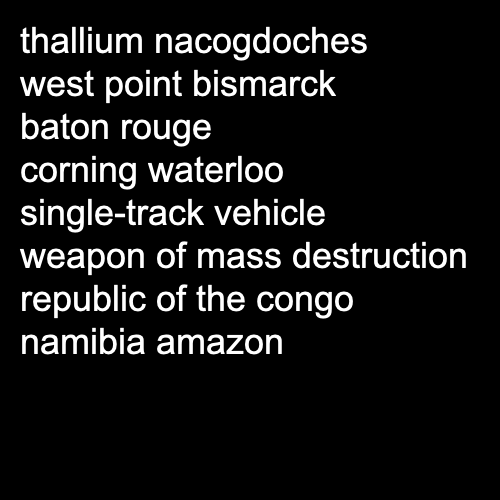 thallium nacogdoches
west point bismarck
baton rouge
corning waterloo
single-track vehicle
weapon of mass destruction
republic of the congo
namibia amazon